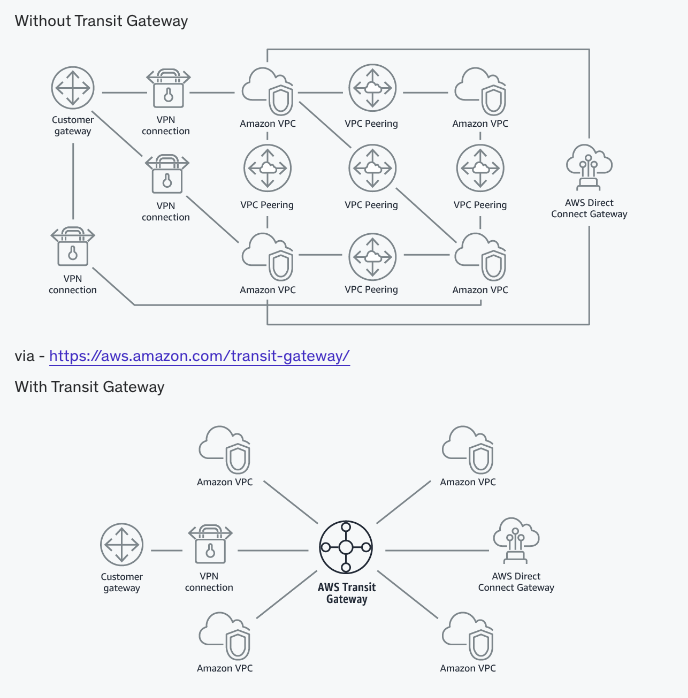 Without Transit Gateway
Customer
gateway
VPN
connection
Amazon VPC
VPC Peering
Amazon VPC
VPN
connection
VPC Peering
VPC Peering
VPC Peering
AWS Direct
Connect Gateway
VPN
connection
Amazon VPC
VPC Peering
Amazon VPC
via - https://aws.amazon.com/transit-gateway/
With Transit Gateway
Amazon VPC
Amazon VPC
Customer
gateway
VPN
connection
AWS Transit
Gateway
AWS Direct
Connect Gateway
Amazon VPC
Amazon VPC